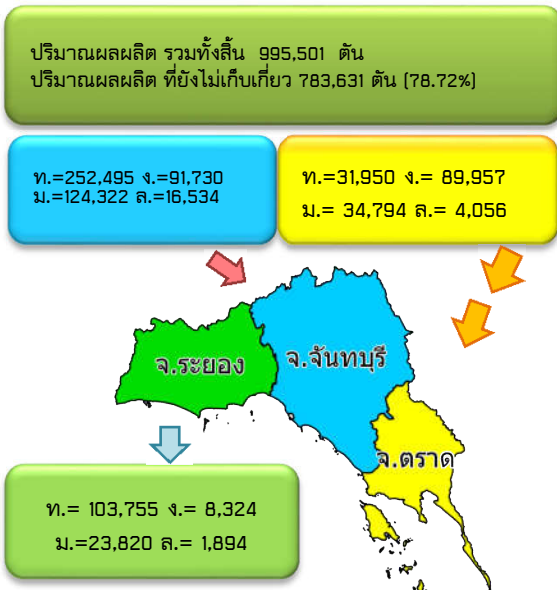 ปริมาณผลผลิต รวมทั้งสิ้น 995,501 ตัน
ปริมาณผลผลิต ที่ยังไม่เก็บเกี่ยว 783,631 ตัน (78.72%)
ท.=252,495 ง.=91,730
ม.=124,322 ล.=16,534
ท.=31,950 ง.= 89,957
ม.= 34,794 ล.= 4,056
จ.ระยอง
จ.จันทบุรี
จ.ตราด
ท.= 103,755 ง.= 8,324
ม.=23,820 ล.= 1,894